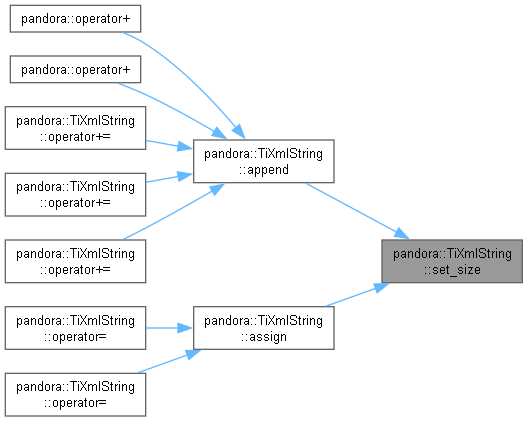 pandora::operator+
pandora::operator+
pandora::TiXmlString
::operator+=
pandora::TiXmlString
::operator+=
pandora::TiXmlString
::operator+=
pandora::TiXmlString
::operator=
pandora::TiXmlString
::operator=
pandora::TiXmlString
::append
pandora::TiXmlString
::assign
pandora::TiXmlString
::set_size